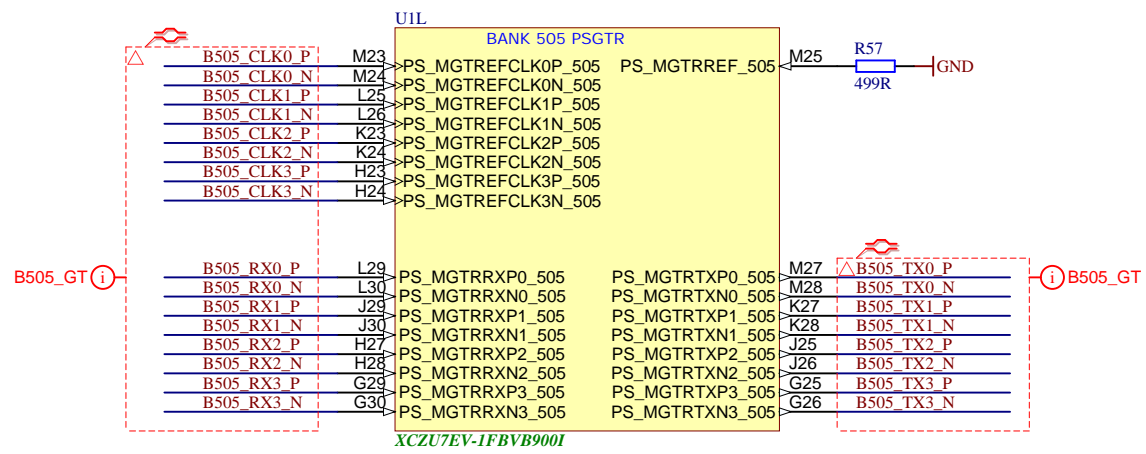 U1L
BANK 505 PSGTR
B505_CLK0_P M23 PS_MGTREFCLK0P_505 PS_MGTRREF_505 M25 R57 GND
499R
B505_CLK0_N M24 PS_MGTREFCLK0N_505
B505_CLK1_P L25 PS_MGTREFCLK1P_505
B505_CLK1_N L26 PS_MGTREFCLK1N_505
B505_CLK2_P K23 PS_MGTREFCLK2P_505
B505_CLK2_N K24 PS_MGTREFCLK2N_505
B505_CLK3_P H23 PS_MGTREFCLK3P_505
B505_CLK3_N H24 PS_MGTREFCLK3N_505
B505_GT i
B505_RX0_P L29 PS_MGTRRXP0_505 PS_MGTRTXP0_505 M27 B505_TX0_P
i B505_GT
B505_RX0_N L30 PS_MGTRRXN0_505 PS_MGTRTXN0_505 M28 B505_TX0_N
B505_RX1_P J29 PS_MGTRRXP1_505 PS_MGTRTXP1_505 K27 B505_TX1_P
B505_RX1_N J30 PS_MGTRRXN1_505 PS_MGTRTXN1_505 K28 B505_TX1_N
B505_RX2_P H27 PS_MGTRRXP2_505 PS_MGTRTXP2_505 J25 B505_TX2_P
B505_RX2_N H28 PS_MGTRRXN2_505 PS_MGTRTXN2_505 J26 B505_TX2_N
B505_RX3_P G29 PS_MGTRRXP3_505 PS_MGTRTXP3_505 G25 B505_TX3_P
B505_RX3_N G30 PS_MGTRRXN3_505 PS_MGTRTXN3_505 G26 B505_TX3_N
XCZU7EV-1FBVB900I